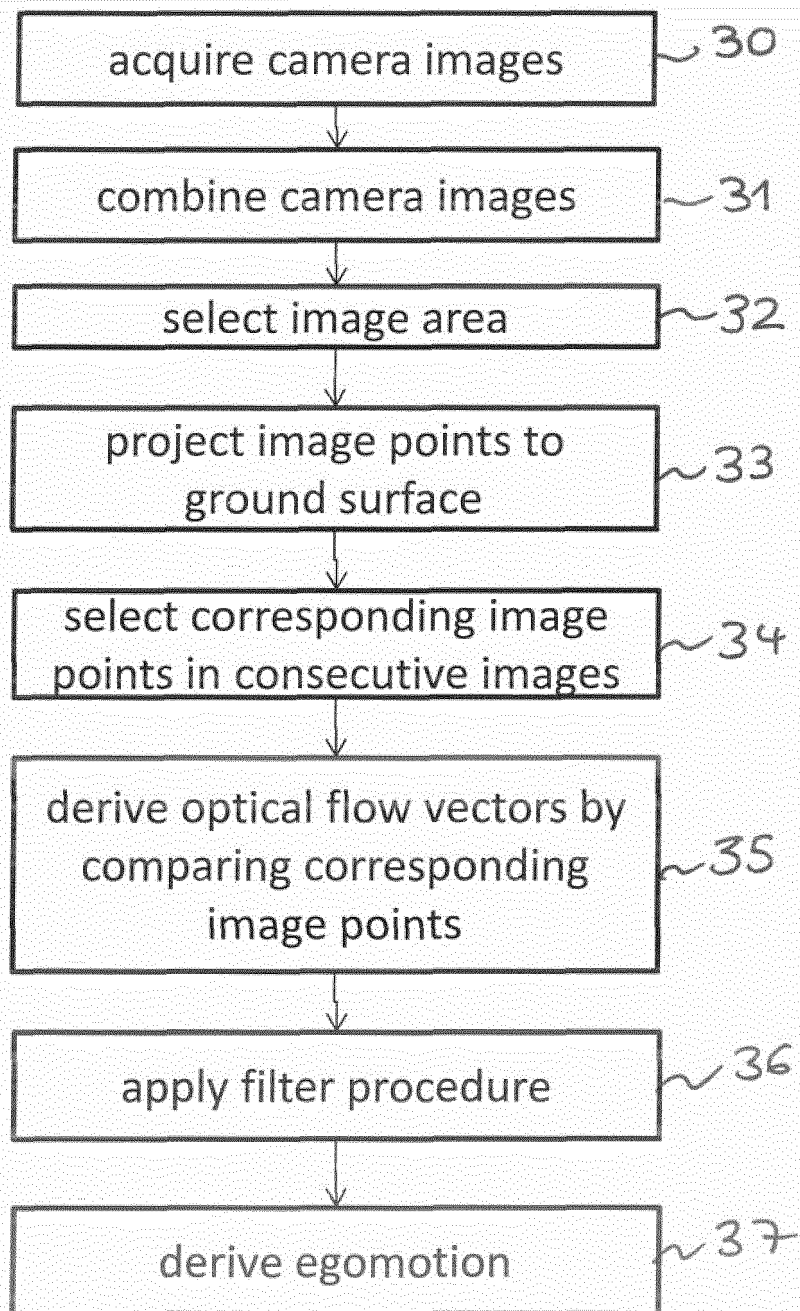 acquire camera images 30
combine camera images 31
select image area 32
project image points to 33
ground surface
select corresponding image 34
points in consecutive images
derive optical flow vectors by
comparing corresponding 35
image points
apply filter procedure 36
derive egomotion 37